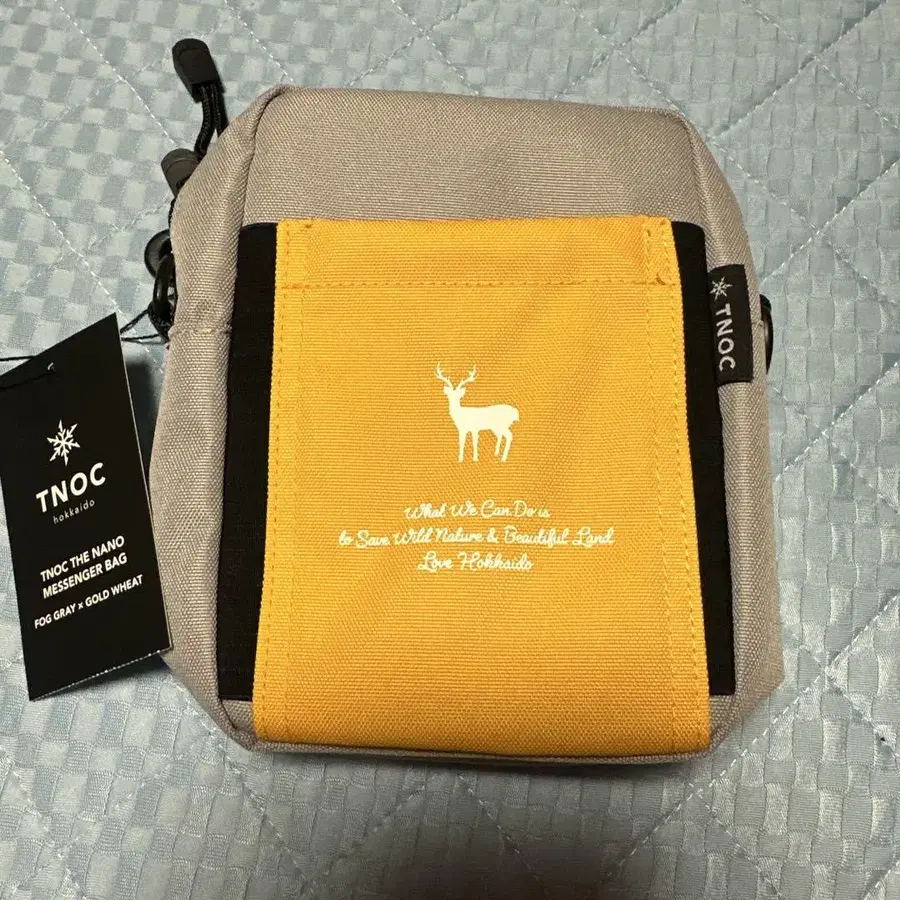 TNOC
What We Can Do is
to Save Wild Nature & Beautiful Land
Love Hokkaido
TNOC
hokkaido
TNOC THE NANO
MESSENGER BAG
FOG GRAY × GOLD WHEAT